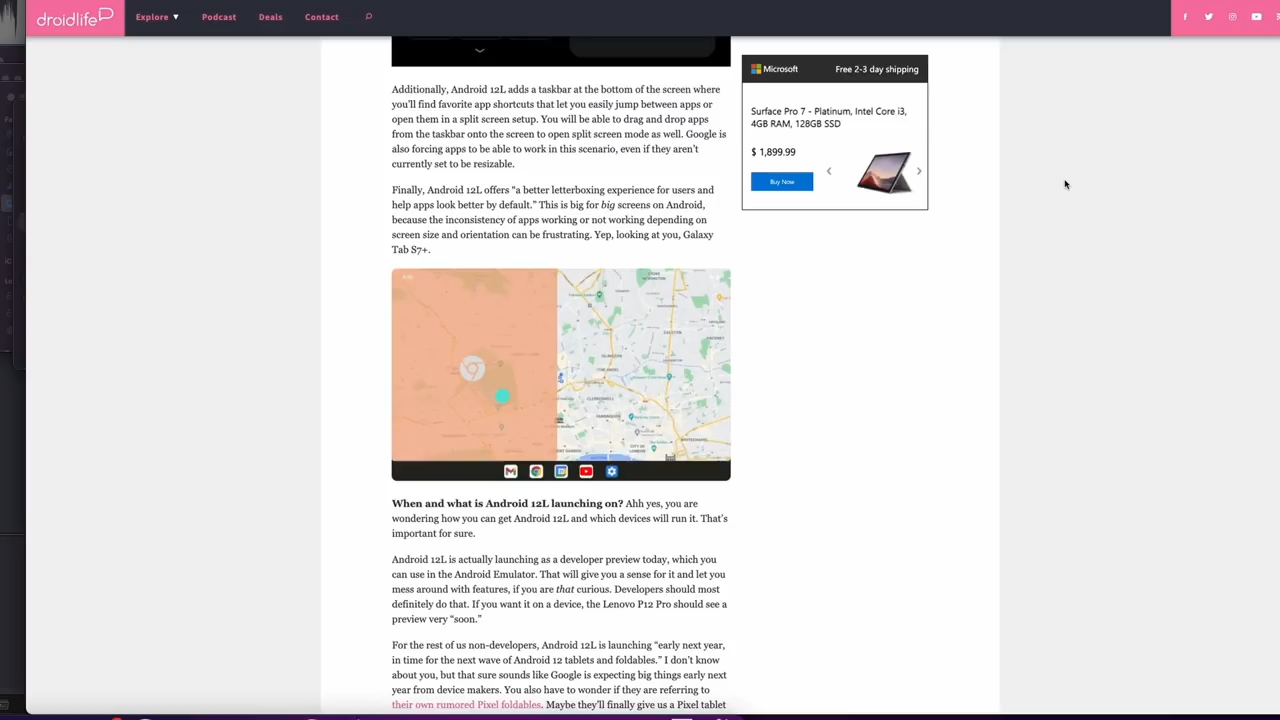 droidlife
Explore ▼ Podcast Deals Contact
Additionally, Android 12L adds a taskbar at the bottom of the screen where
you'll find favorite app shortcuts that let you easily jump between apps or
open them in a split screen setup. You will be able to drag and drop apps
from the taskbar onto the screen to open split screen mode as well. Google is
also forcing apps to be able to work in this scenario, even if they aren't
currently set to be resizable.
Finally, Android 12L offers "a better letterboxing experience for users and
help apps look better by default." This is big for big screens on Android,
because the inconsistency of apps working or not working depending on
screen size and orientation can be frustrating. Yep, looking at you, Galaxy
Tab S7+.
When and what is Android 12L launching on? Ahh yes, you are
wondering how you can get Android 12L and which devices will run it. That's
important for sure.
Android 12L is actually launching as a developer preview today, which you
can use in the Android Emulator. That will give you a sense for it and let you
mess around with features, if you are that curious. Developers should most
definitely do that. If you want it on a device, the Lenovo P12 Pro should see a
preview very "soon."
For the rest of us non-developers, Android 12L is launching "early next year,
in time for the next wave of Android 12 tablets and foldables." I don't know
about you, but that sure sounds like Google is expecting big things early next
year from device makers. You also have to wonder if they are referring to
their own rumored Pixel foldables. Maybe they'll finally give us a Pixel tablet
Microsoft Free 2-3 day shipping
Surface Pro 7 - Platinum, Intel Core i3,
4GB RAM, 128GB SSD
$ 1,899.99
Buy Now